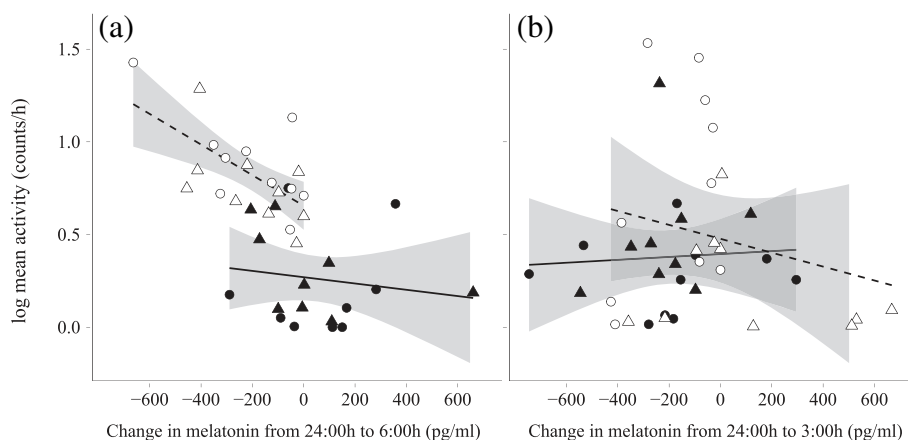 (a)
(b)
log mean activity (counts/h)
1.5
1.0
0.5
0.0
−600 −400 −200 0 200 400 600
−600 −400 −200 0 200 400 600
Change in melatonin from 24:00h to 6:00h (pg/ml)
Change in melatonin from 24:00h to 3:00h (pg/ml)